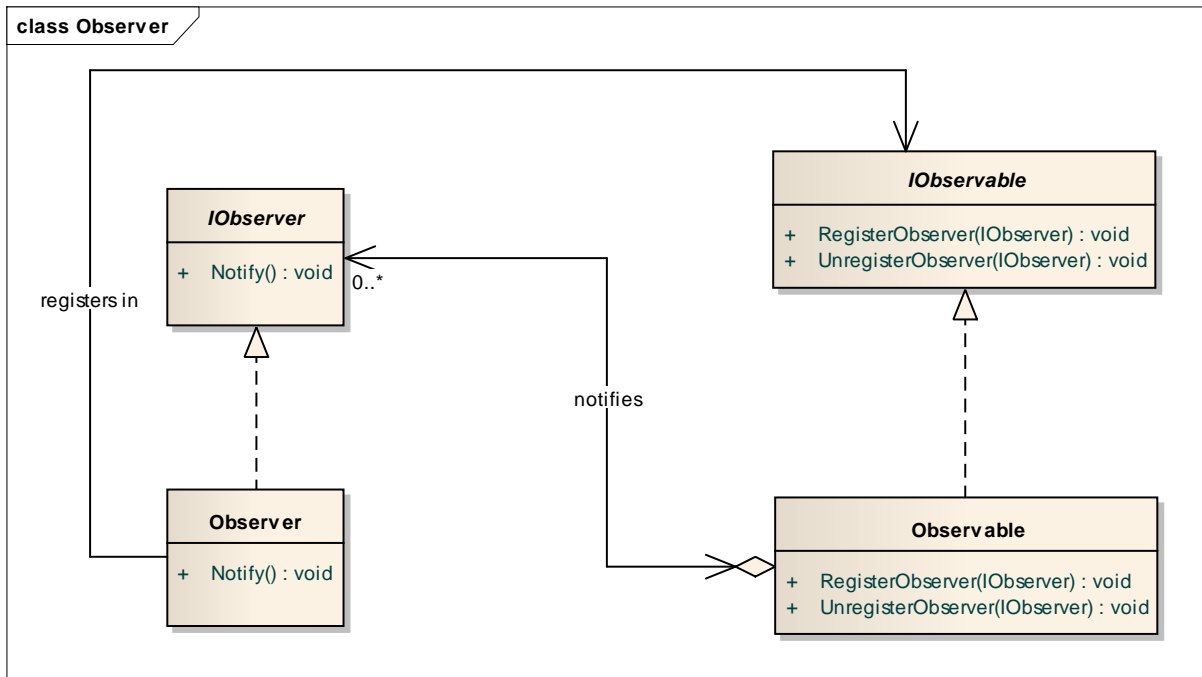 class Observer
IObservable
+ RegisterObserver(IObserver) : void
+ UnregisterObserver(IObserver) : void
IObserver
+ Notify() : void
0..*
registers in
notifies
Observer
+ Notify() : void
Observable
+ RegisterObserver(IObserver) : void
+ UnregisterObserver(IObserver) : void